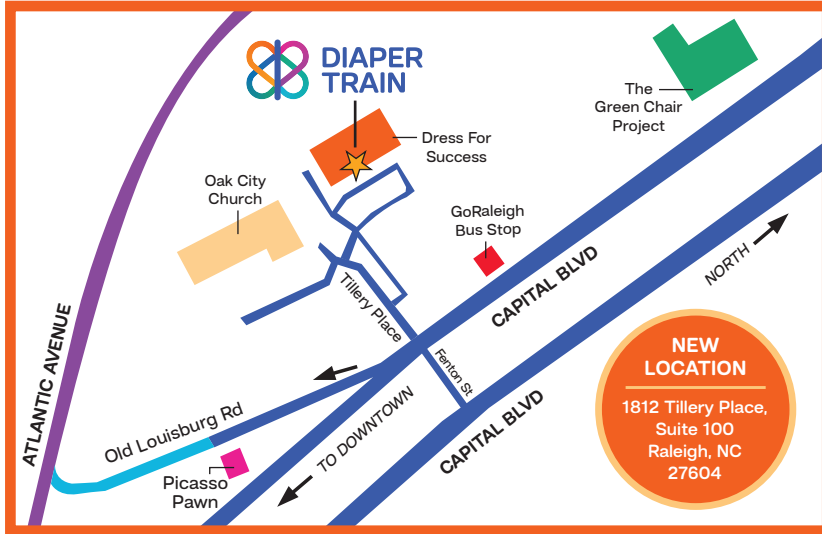 DIAPER
TRAIN
The
Green Chair
Project
Dress For
Success
Oak City
Church
GoRaleigh
Bus Stop
NORTH
CAPITAL BLVD
Tillery Place
Fenton St
ATLANTIC AVENUE
Old Louisburg Rd
TO DOWNTOWN
CAPITAL BLVD
Picasso
Pawn
NEW
LOCATION
1812 Tillery Place,
Suite 100
Raleigh, NC
27604